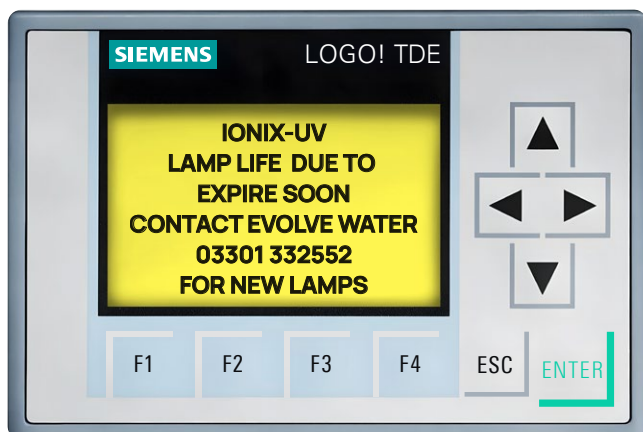 SIEMENS LOGO! TDE
IONIX-UV
LAMP LIFE DUE TO
EXPIRE SOON
CONTACT EVOLVE WATER
03301 332552
FOR NEW LAMPS
F1 F2 F3 F4 ESC ENTER